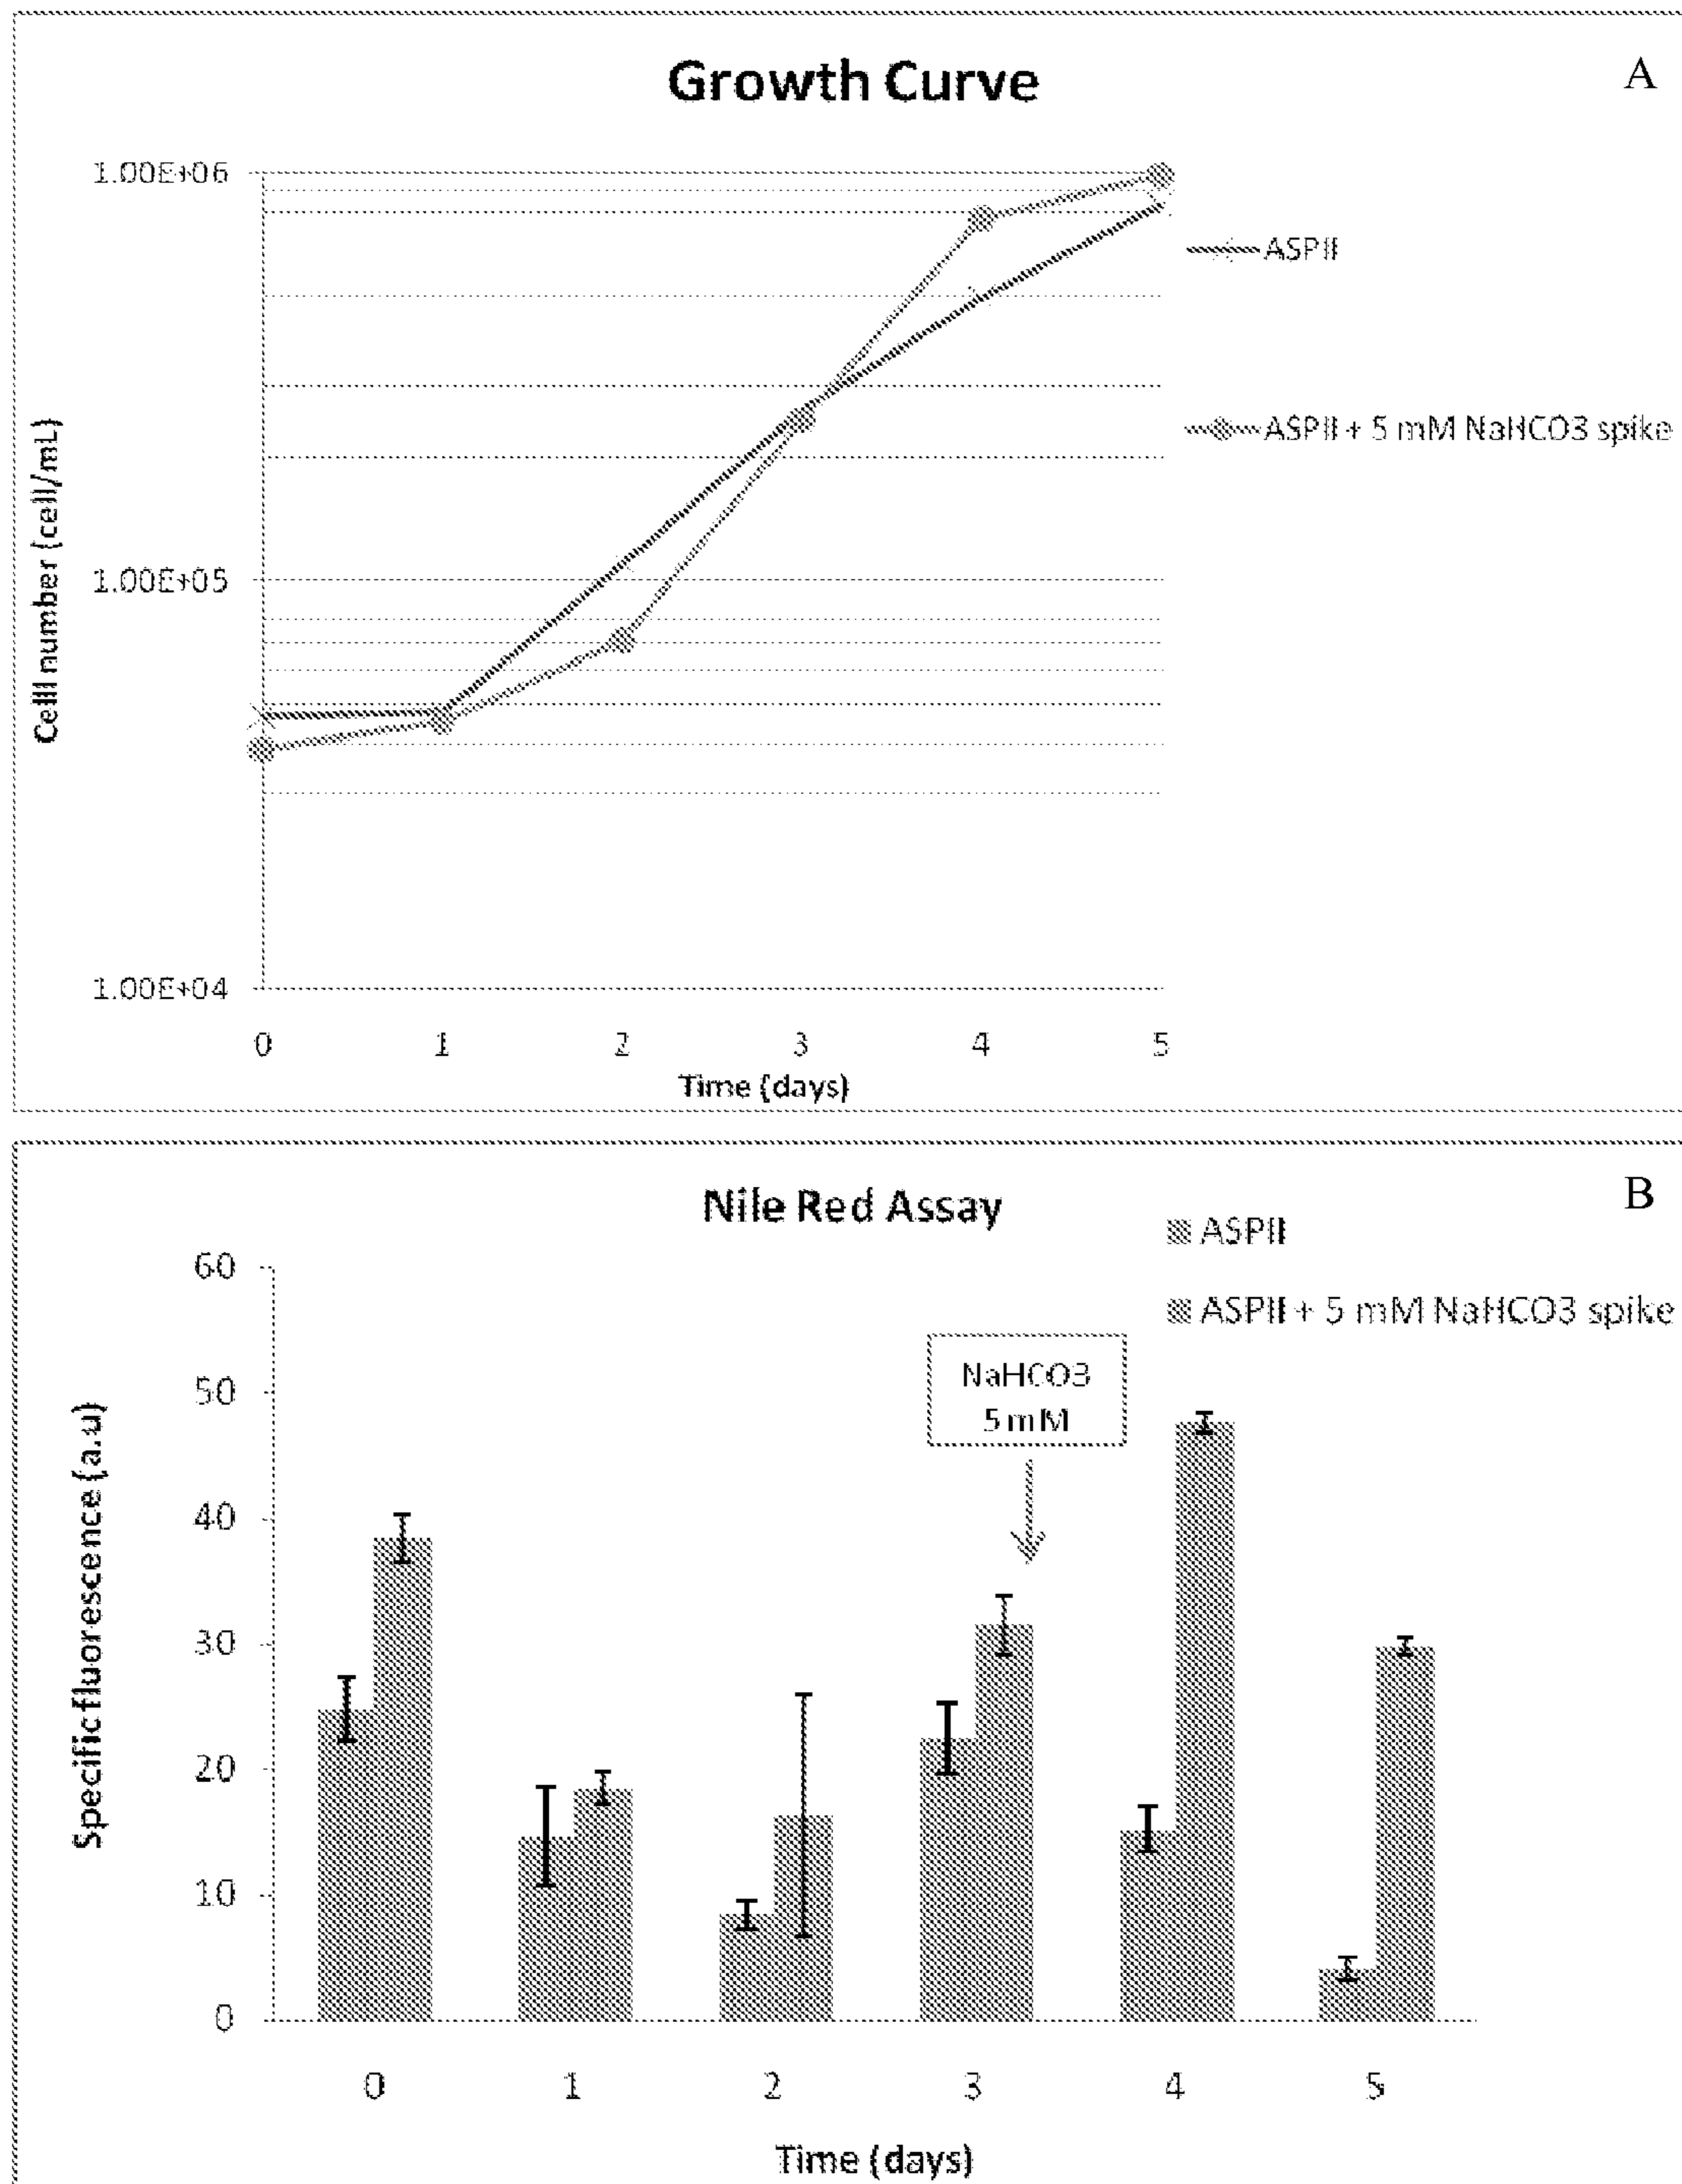 Growth Curve
A
1.00E+06
1.00E+05
1.00E+04
Celll number (cell/mL)
0 1 2 3 4 5
Time (days)
ASPII
ASPII + 5 mM NaHCO3 spike
Nile Red Assay
B
ASPII
ASPII + 5 mM NaHCO3 spike
NaHCO3
5 mM
60
50
40
30
20
10
0
Specific fluorescence (a.u)
0 1 2 3 4 5
Time (days)